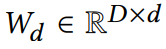 W_d ∈ ℝ^{D×d}